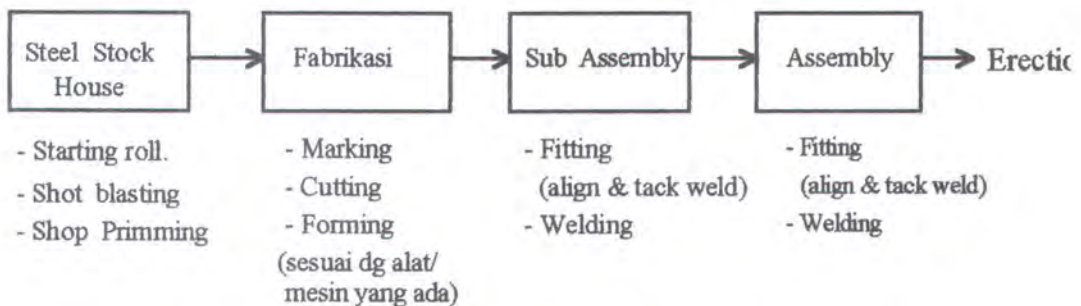 Steel Stock
House
Fabrikasi
Sub Assembly
Assembly
- Starting roll.
- Shot blasting
- Shop Primming
- Marking
- Cutting
- Forming
(sesuai dg alat/
mesin yang ada)
- Fitting
(align & tack weld)
- Welding
- Fitting
(align & tack weld)
- Welding